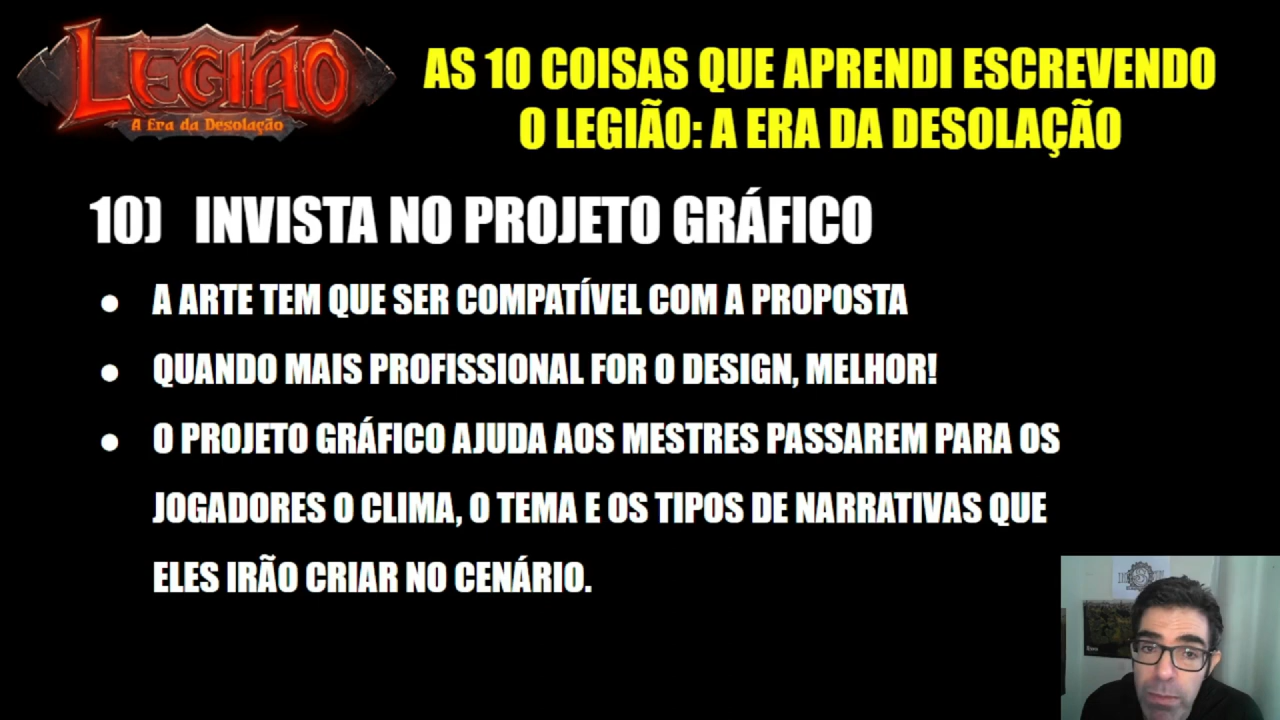 LEGIÃO
A Era da Desolação
AS 10 COISAS QUE APRENDI ESCREVENDO
O LEGIÃO: A ERA DA DESOLAÇÃO
10) INVISTA NO PROJETO GRÁFICO
● A ARTE TEM QUE SER COMPATÍVEL COM A PROPOSTA
● QUANDO MAIS PROFISSIONAL FOR O DESIGN, MELHOR!
● O PROJETO GRÁFICO AJUDA AOS MESTRES PASSAREM PARA OS
JOGADORES O CLIMA, O TEMA E OS TIPOS DE NARRATIVAS QUE
ELES IRÃO CRIAR NO CENÁRIO.